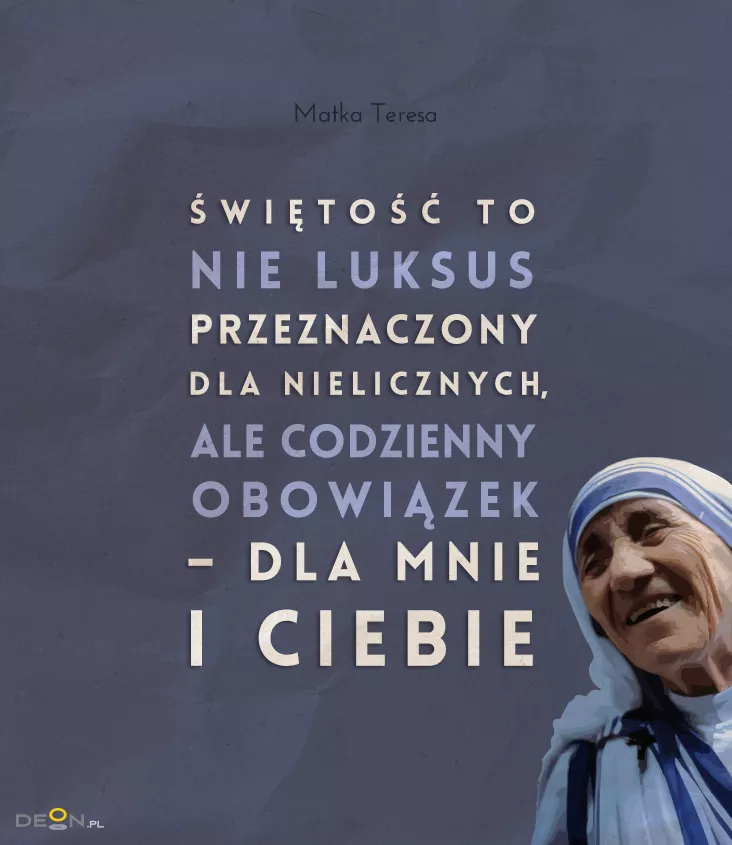 Matka Teresa
ŚWIĘTOŚĆ TO
NIE LUKSUS
PRZEZNACZONY
DLA NIELICZNYCH,
ALE CODZIENNY
OBOWIĄZEK
– DLA MNIE
I CIEBIE
DEON.PL